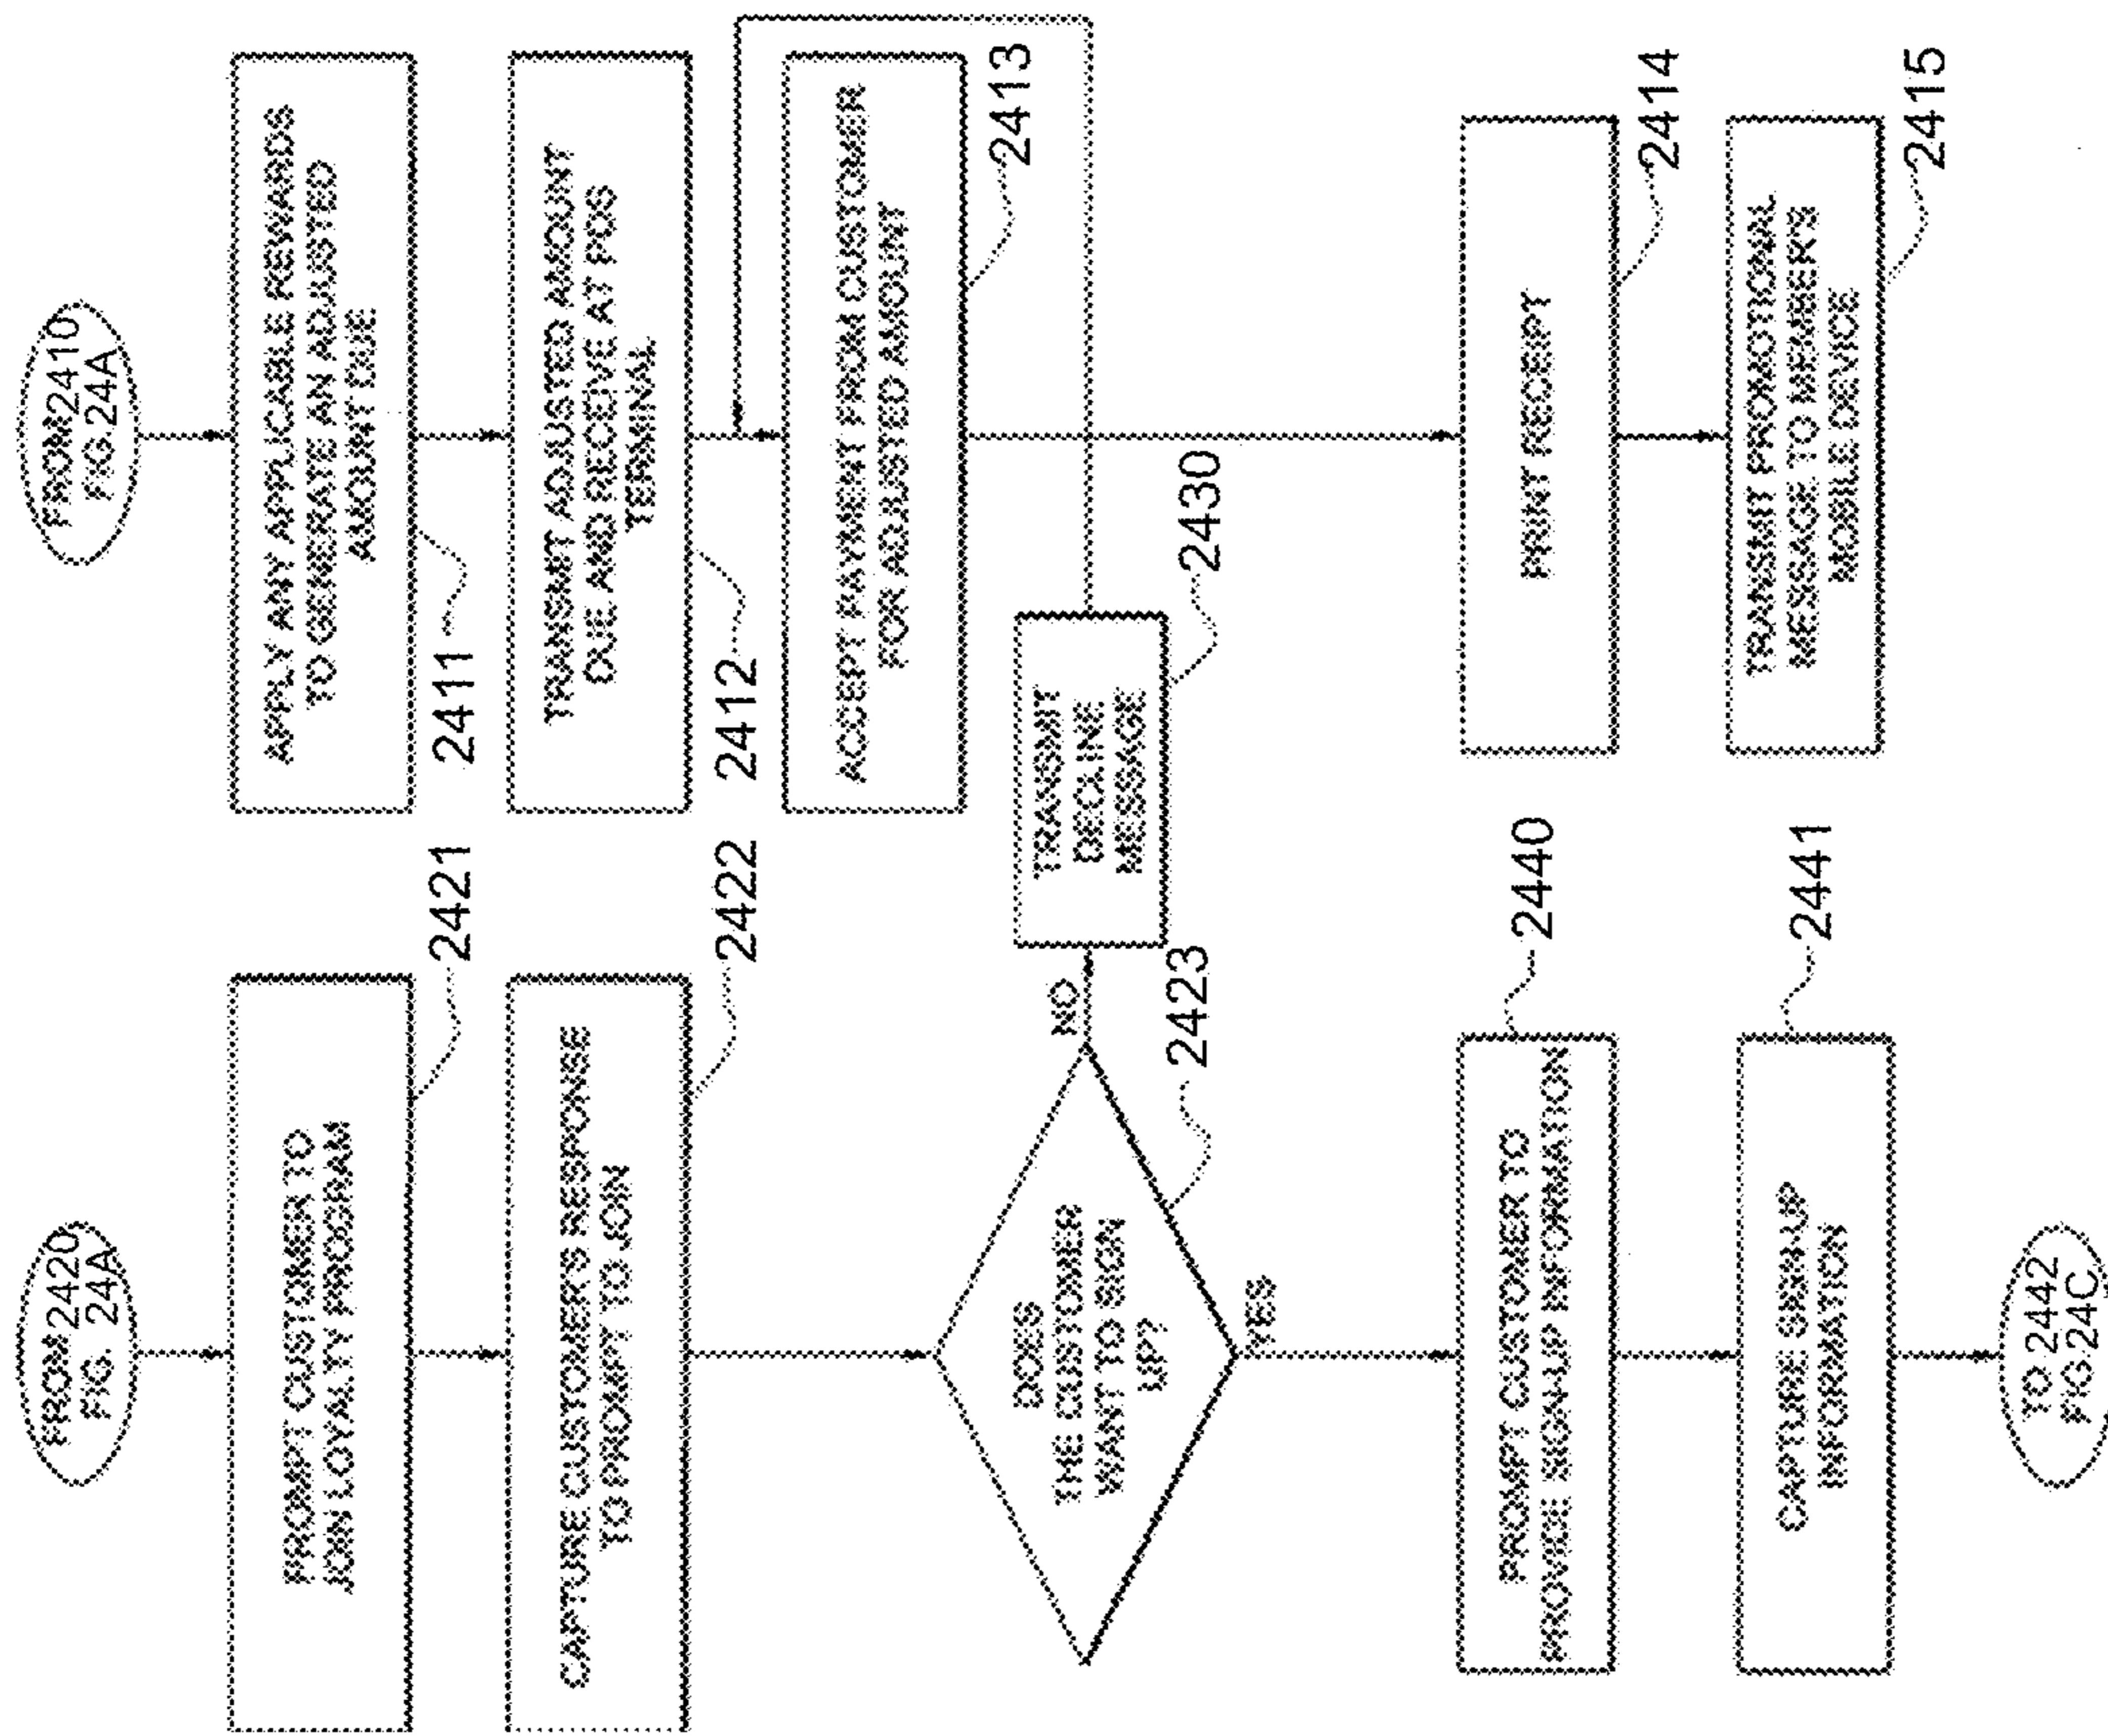 FROM 2420
FIG. 24A
PROMPT CUSTOMER TO
JOIN LOYALTY PROGRAM
2421
CAPTURE CUSTOMER'S RESPONSE
TO PROMPT TO JOIN
2422
DOES
THE CUSTOMER
WANT TO SIGN
UP?
2423
NO
YES
TRANSMIT
DECLINE
MESSAGE
2430
PROMPT CUSTOMER TO
PROVIDE SIGN-UP INFORMATION
2440
CAPTURE SIGN-UP
INFORMATION
2441
TO 2442
FIG.24C
FROM 2410
FIG.24A
APPLY ANY APPLICABLE REWARDS
TO GENERATE AN ADJUSTED
AMOUNT DUE
2411
TRANSMIT ADJUSTED AMOUNT
DUE AND RECEIVE AT POS
TERMINAL
2412
ACCEPT PAYMENT FROM CUSTOMER
FOR ADJUSTED AMOUNT
2413
PRINT RECEIPT
2414
TRANSMIT PROMOTIONAL
MESSAGE TO MEMBER'S
MOBILE DEVICE
2415